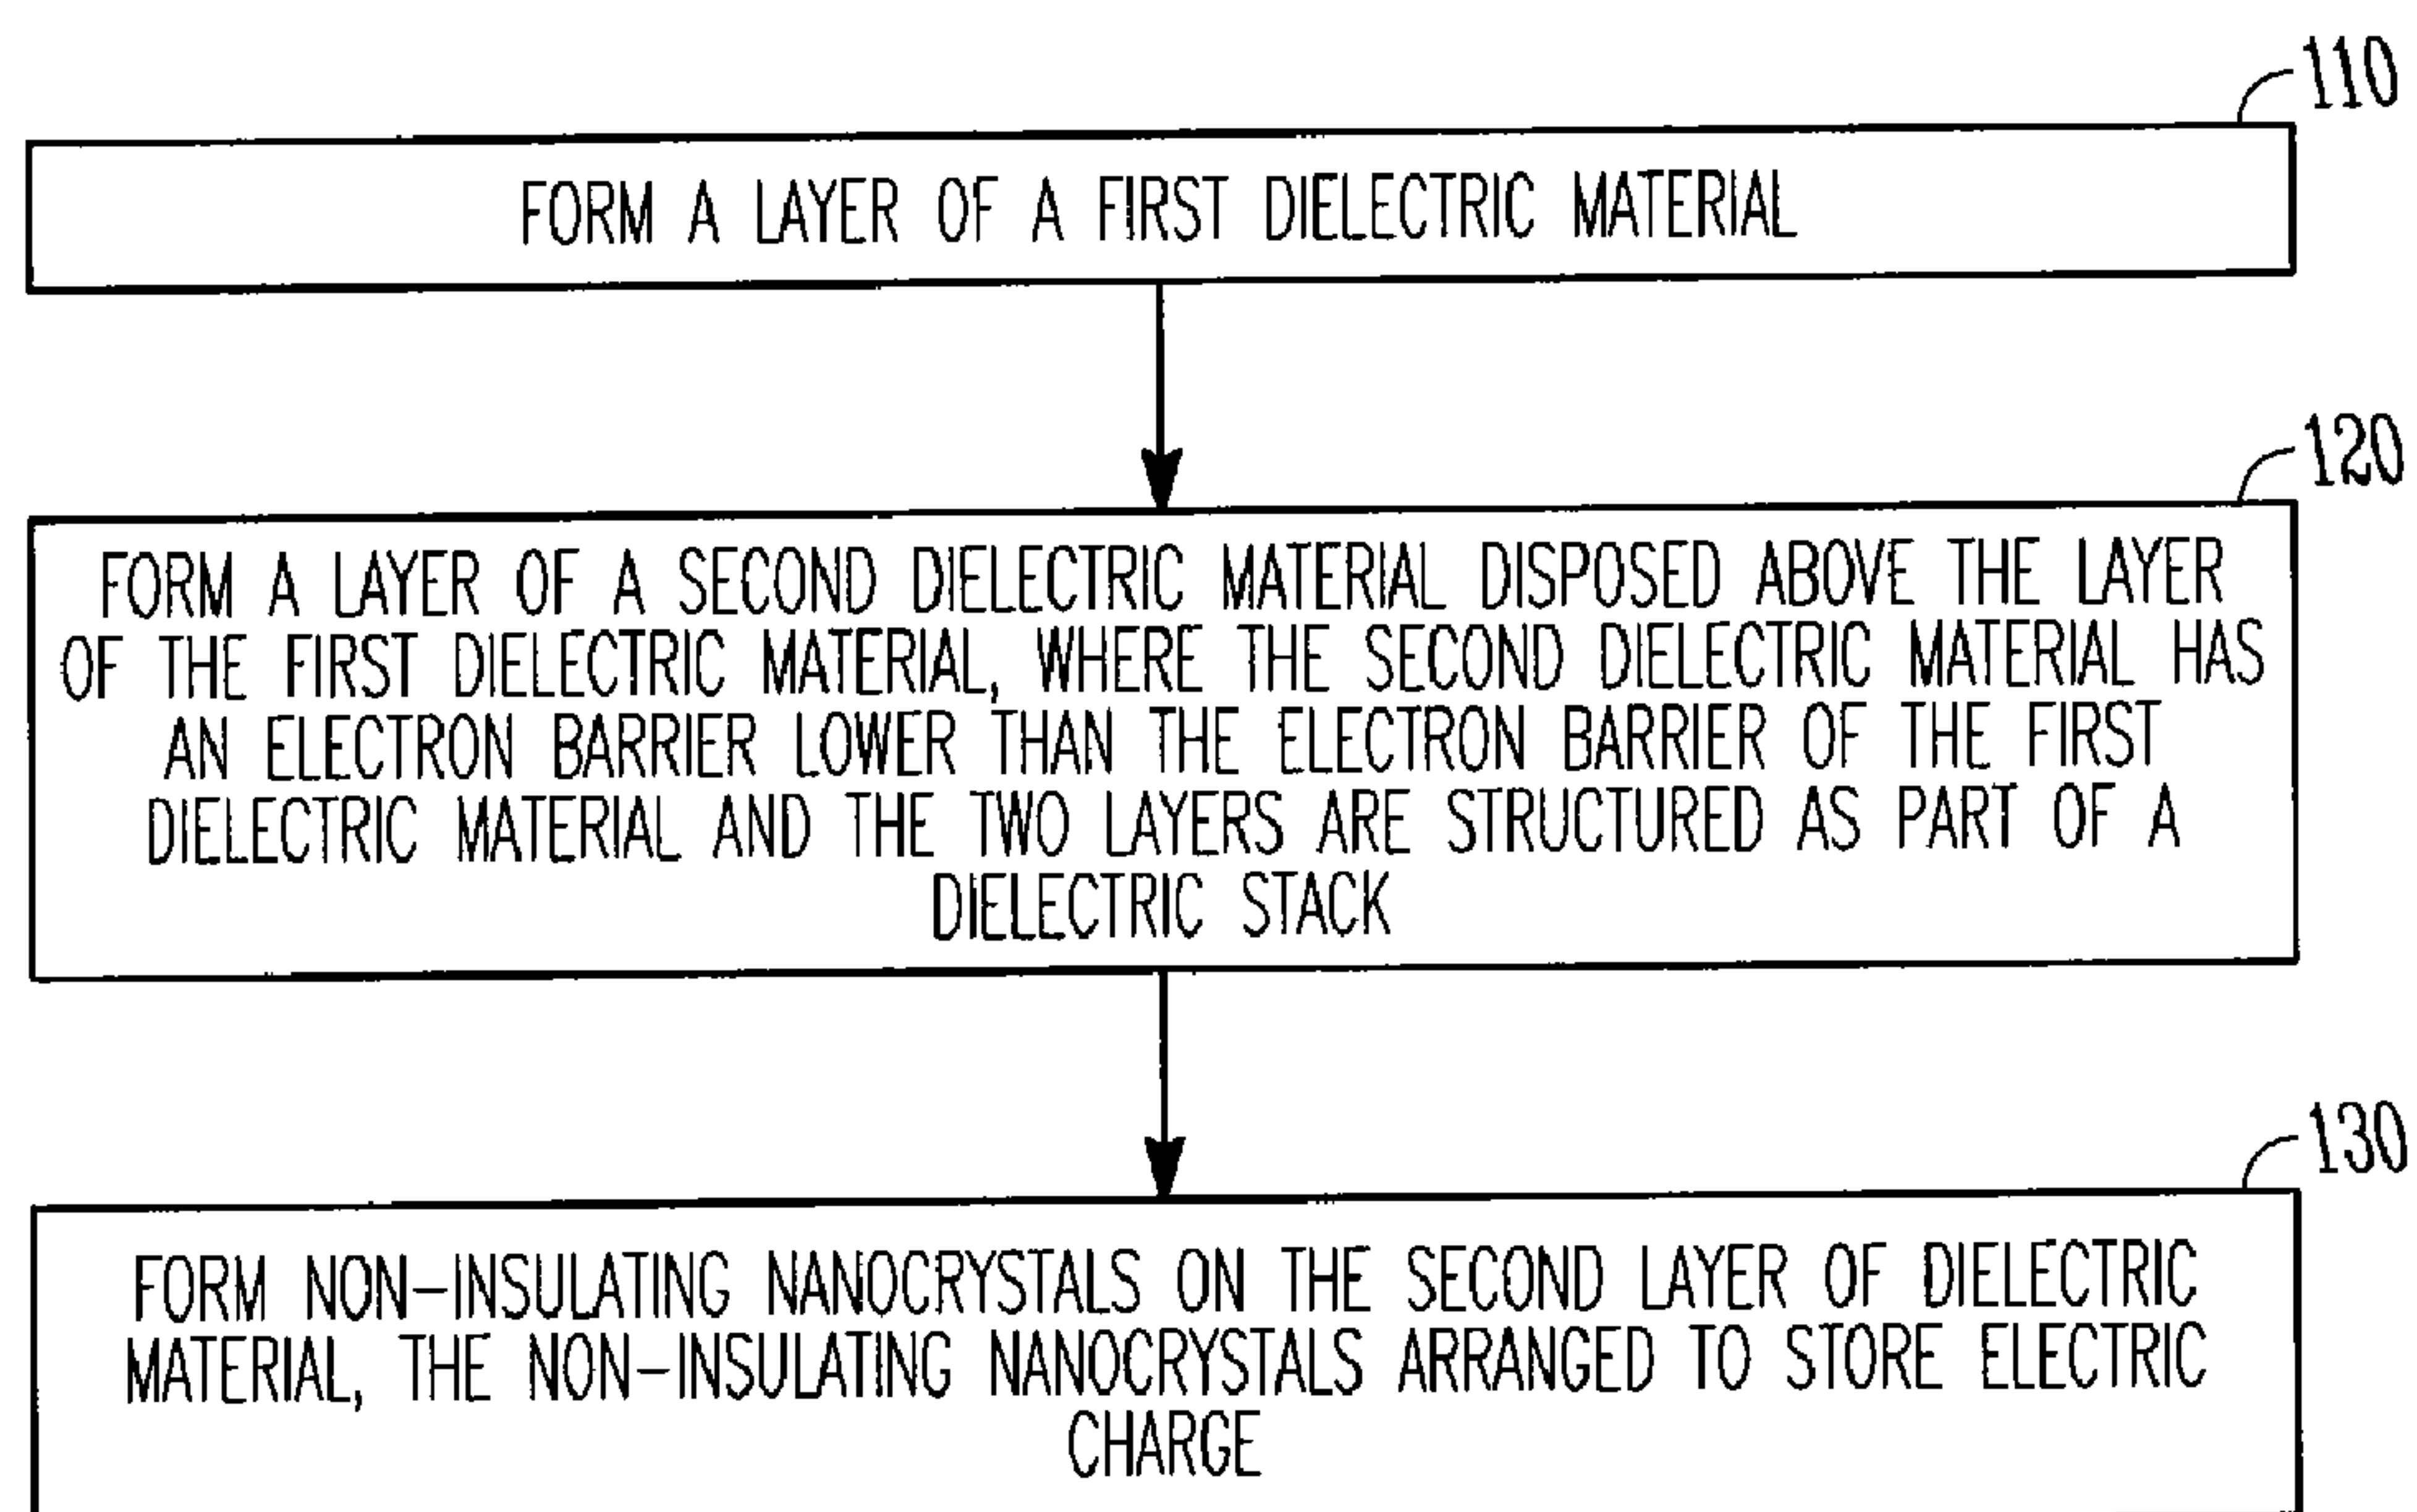 110
FORM A LAYER OF A FIRST DIELECTRIC MATERIAL
120
FORM A LAYER OF A SECOND DIELECTRIC MATERIAL DISPOSED ABOVE THE LAYER
OF THE FIRST DIELECTRIC MATERIAL, WHERE THE SECOND DIELECTRIC MATERIAL HAS
AN ELECTRON BARRIER LOWER THAN THE ELECTRON BARRIER OF THE FIRST
DIELECTRIC MATERIAL AND THE TWO LAYERS ARE STRUCTURED AS PART OF A
DIELECTRIC STACK
130
FORM NON-INSULATING NANOCRYSTALS ON THE SECOND LAYER OF DIELECTRIC
MATERIAL, THE NON-INSULATING NANOCRYSTALS ARRANGED TO STORE ELECTRIC
CHARGE